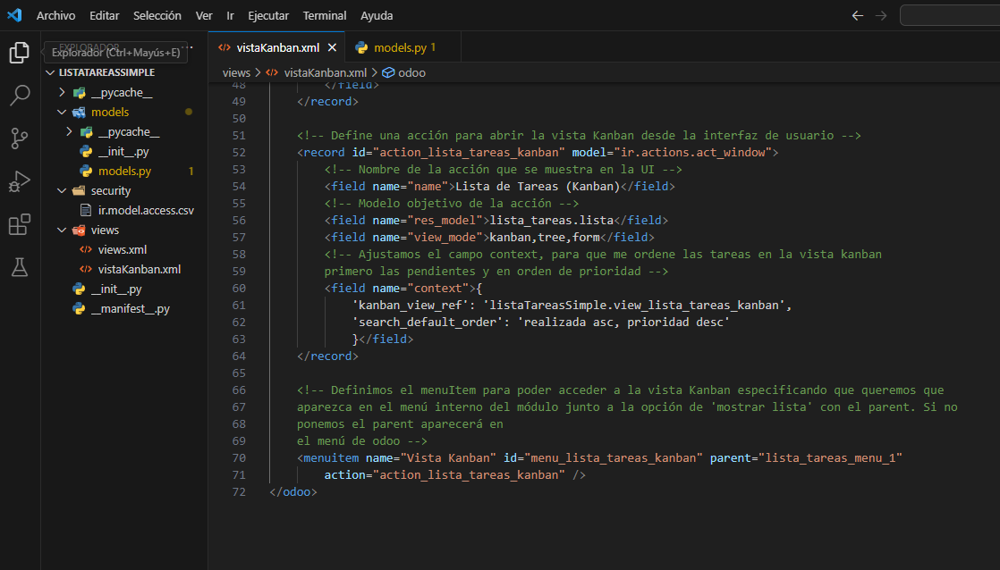 Archivo Editar Selección Ver Ir Ejecutar Terminal Ayuda
EXPLORADOR
Explorador (Ctrl+Mayús+E)
LISTATAREASSIMPLE
__pycache__
models
__pycache__
__init__.py
models.py 1
security
ir.model.access.csv
views
views.xml
vistaKanban.xml
__init__.py
__manifest__.py
vistaKanban.xml
models.py 1
views > vistaKanban.xml > odoo
48 </field>
49 </record>
50
51 <!-- Define una acción para abrir la vista Kanban desde la interfaz de usuario -->
52 <record id="action_lista_tareas_kanban" model="ir.actions.act_window">
53 <!-- Nombre de la acción que se muestra en la UI -->
54 <field name="name">Lista de Tareas (Kanban)</field>
55 <!-- Modelo objetivo de la acción -->
56 <field name="res_model">lista_tareas.lista</field>
57 <field name="view_mode">kanban,tree,form</field>
58 <!-- Ajustamos el campo context, para que me ordene las tareas en la vista kanban
59 primero las pendientes y en orden de prioridad -->
60 <field name="context">{
61 'kanban_view_ref': 'listaTareasSimple.view_lista_tareas_kanban',
62 'search_default_order': 'realizada asc, prioridad desc'
63 }</field>
64 </record>
65
66 <!-- Definimos el menuItem para poder acceder a la vista Kanban especificando que queremos que
67 aparezca en el menú interno del módulo junto a la opción de 'mostrar lista' con el parent. Si no
68 ponemos el parent aparecerá en
69 el menú de odoo -->
70 <menuitem name="Vista Kanban" id="menu_lista_tareas_kanban" parent="lista_tareas_menu_1"
71 action="action_lista_tareas_kanban" />
72 </odoo>